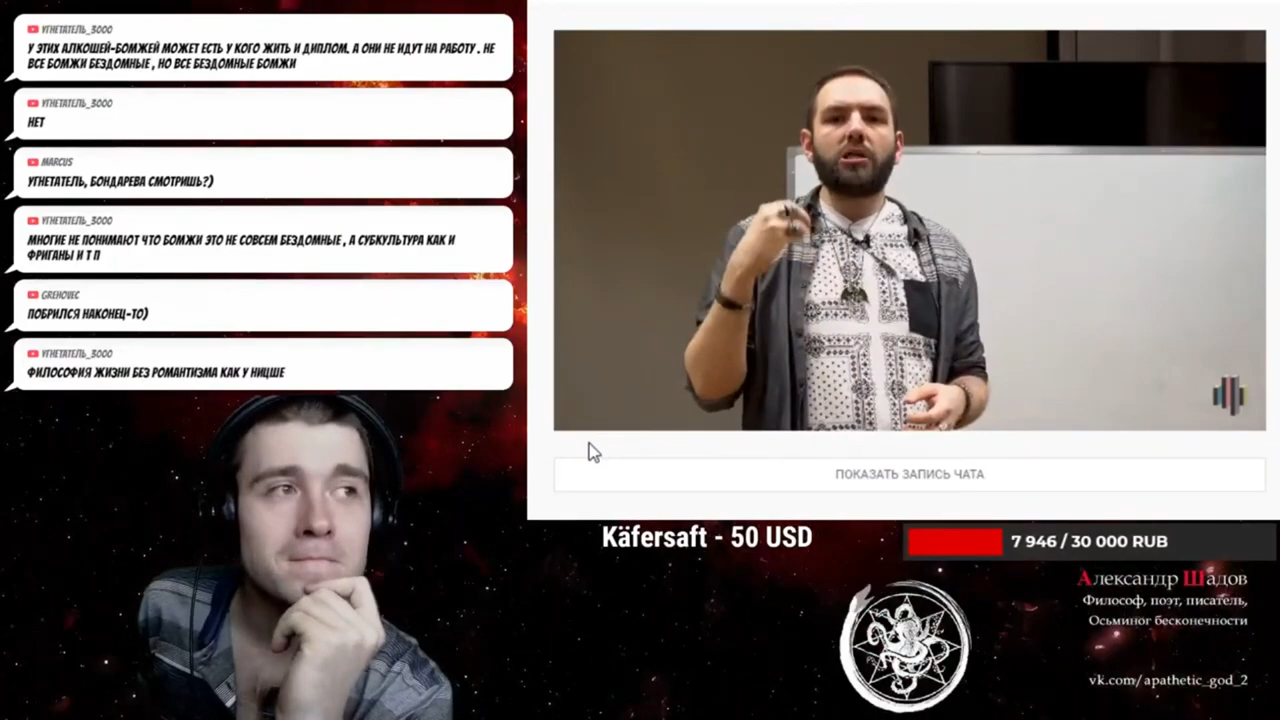 УГНЕТАТЕЛЬ_3000
У ЭТИХ АЛКОШЕЙ-БОМЖЕЙ МОЖЕТ ЕСТЬ У КОГО ЖИТЬ И ДИПЛОМ. А ОНИ НЕ ИДУТ НА РАБОТУ . НЕ
ВСЕ БОМЖИ БЕЗДОМНЫЕ , НО ВСЕ БЕЗДОМНЫЕ БОМЖИ
УГНЕТАТЕЛЬ_3000
НЕТ
MARCUS
УГНЕТАТЕЛЬ, БОНДАРЕВА СМОТРИШЬ?)
УГНЕТАТЕЛЬ_3000
МНОГИЕ НЕ ПОНИМАЮТ ЧТО БОМЖИ ЭТО НЕ СОВСЕМ БЕЗДОМНЫЕ , А СУБКУЛЬТУРА КАК И
ФРИГАНЫ И Т П
GREHOVEC
ПОБРИЛСЯ НАКОНЕЦ-ТО)
УГНЕТАТЕЛЬ_3000
ФИЛОСОФИЯ ЖИЗНИ БЕЗ РОМАНТИЗМА КАК У НИЦШЕ
ПОКАЗАТЬ ЗАПИСЬ ЧАТА
Käfersaft - 50 USD
7 946 / 30 000 RUB
Александр Шадов
Философ, поэт, писатель,
Осьминог бесконечности
vk.com/apathetic_god_2